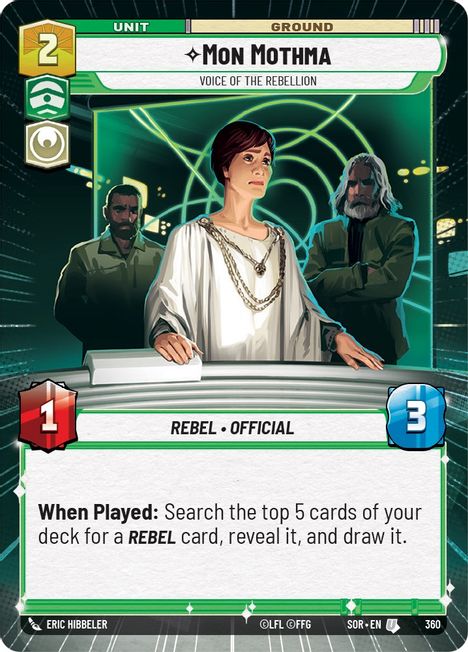 UNIT
GROUND
2
✧MON MOTHMA
VOICE OF THE REBELLION
1
3
REBEL • OFFICIAL
When Played: Search the top 5 cards of your
deck for a REBEL card, reveal it, and draw it.
ERIC HIBBELER
©LFL ©FFG
SOR • EN
U
360